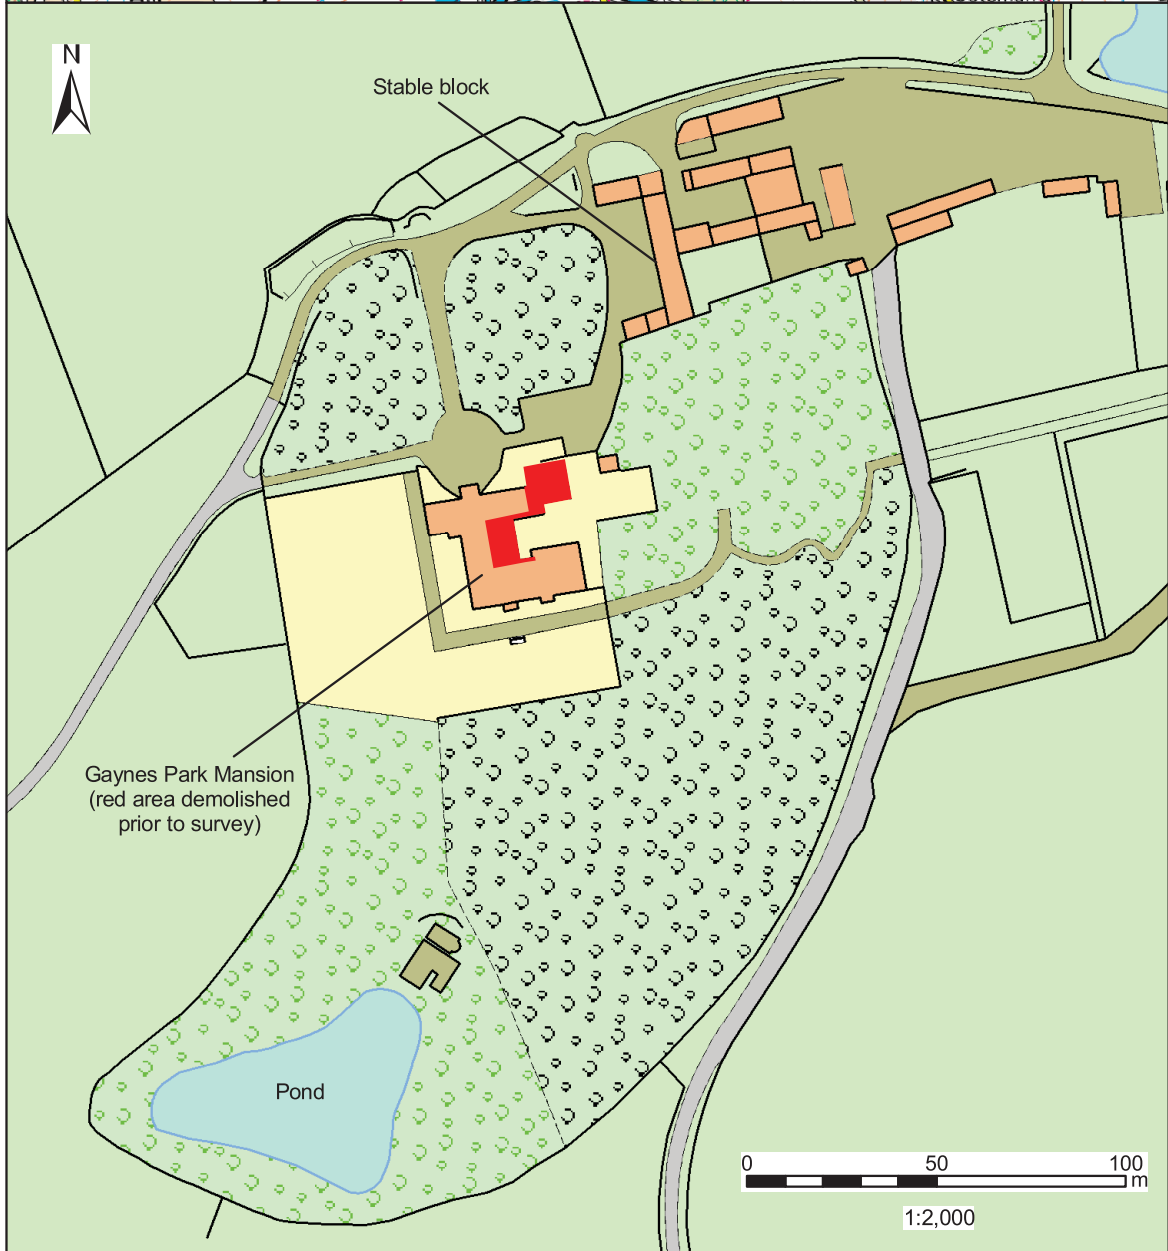 N
Stable block
Gaynes Park Mansion
(red area demolished
prior to survey)
Pond
0 50 100
m
1:2,000